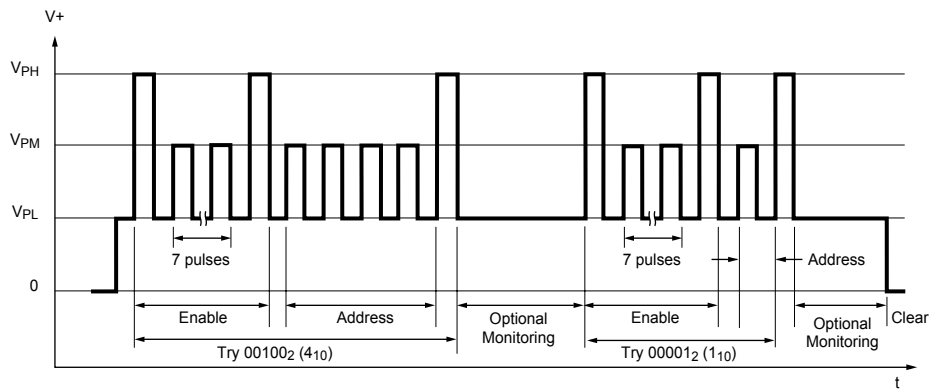 V+
VPH
VPM
VPL
0
7 pulses
7 pulses
Address
Enable
Address
Optional
Monitoring
Enable
Optional
Monitoring
Clear
Try 00100₂ (4₁₀)
Try 00001₂ (1₁₀)
t